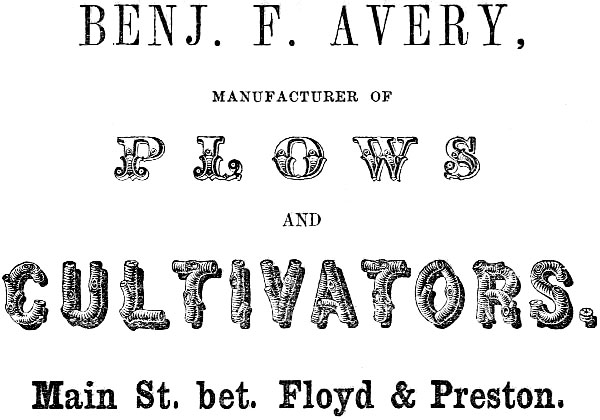 BENJ. F. AVERY,
MANUFACTURER OF
PLOWS
AND
CULTIVATORS.
Main St. bet. Floyd & Preston.